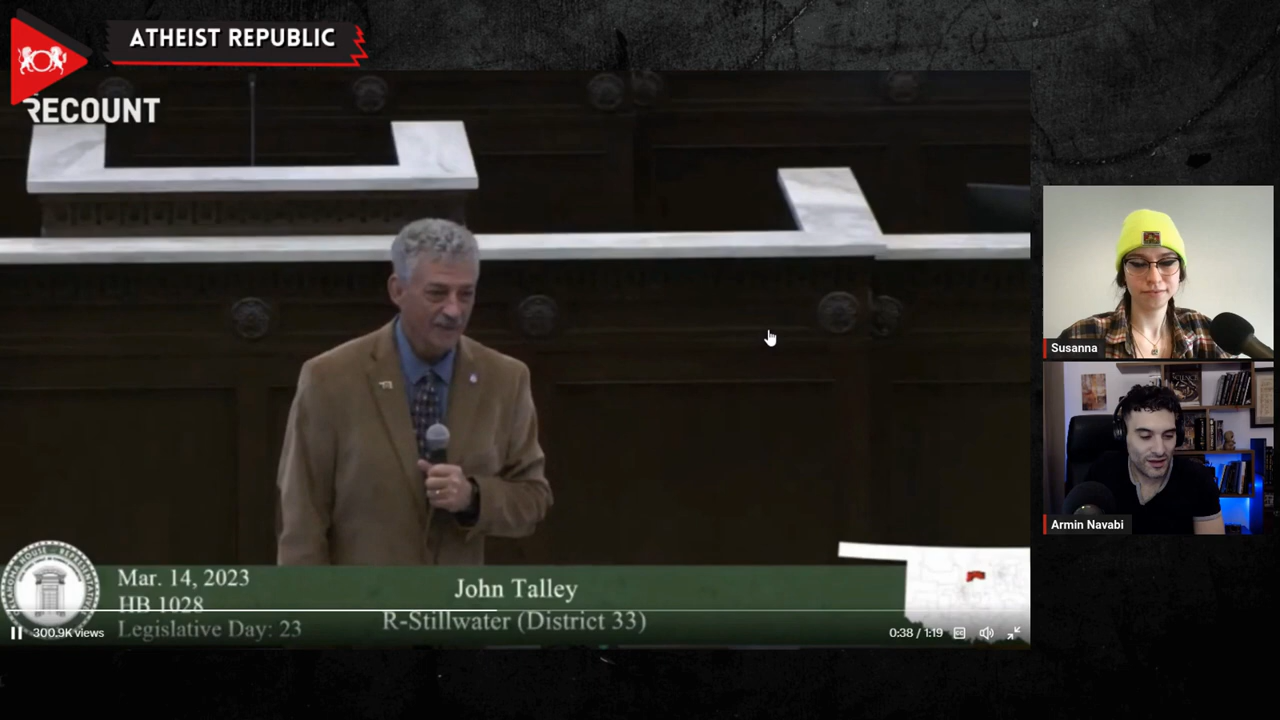 ATHEIST REPUBLIC
RECOUNT
Susanna
Armin Navabi
Mar. 14, 2023
HB 1028
Legislative Day: 23
John Talley
R-Stillwater (District 33)
300.9K views
0:38 / 1:19
CC